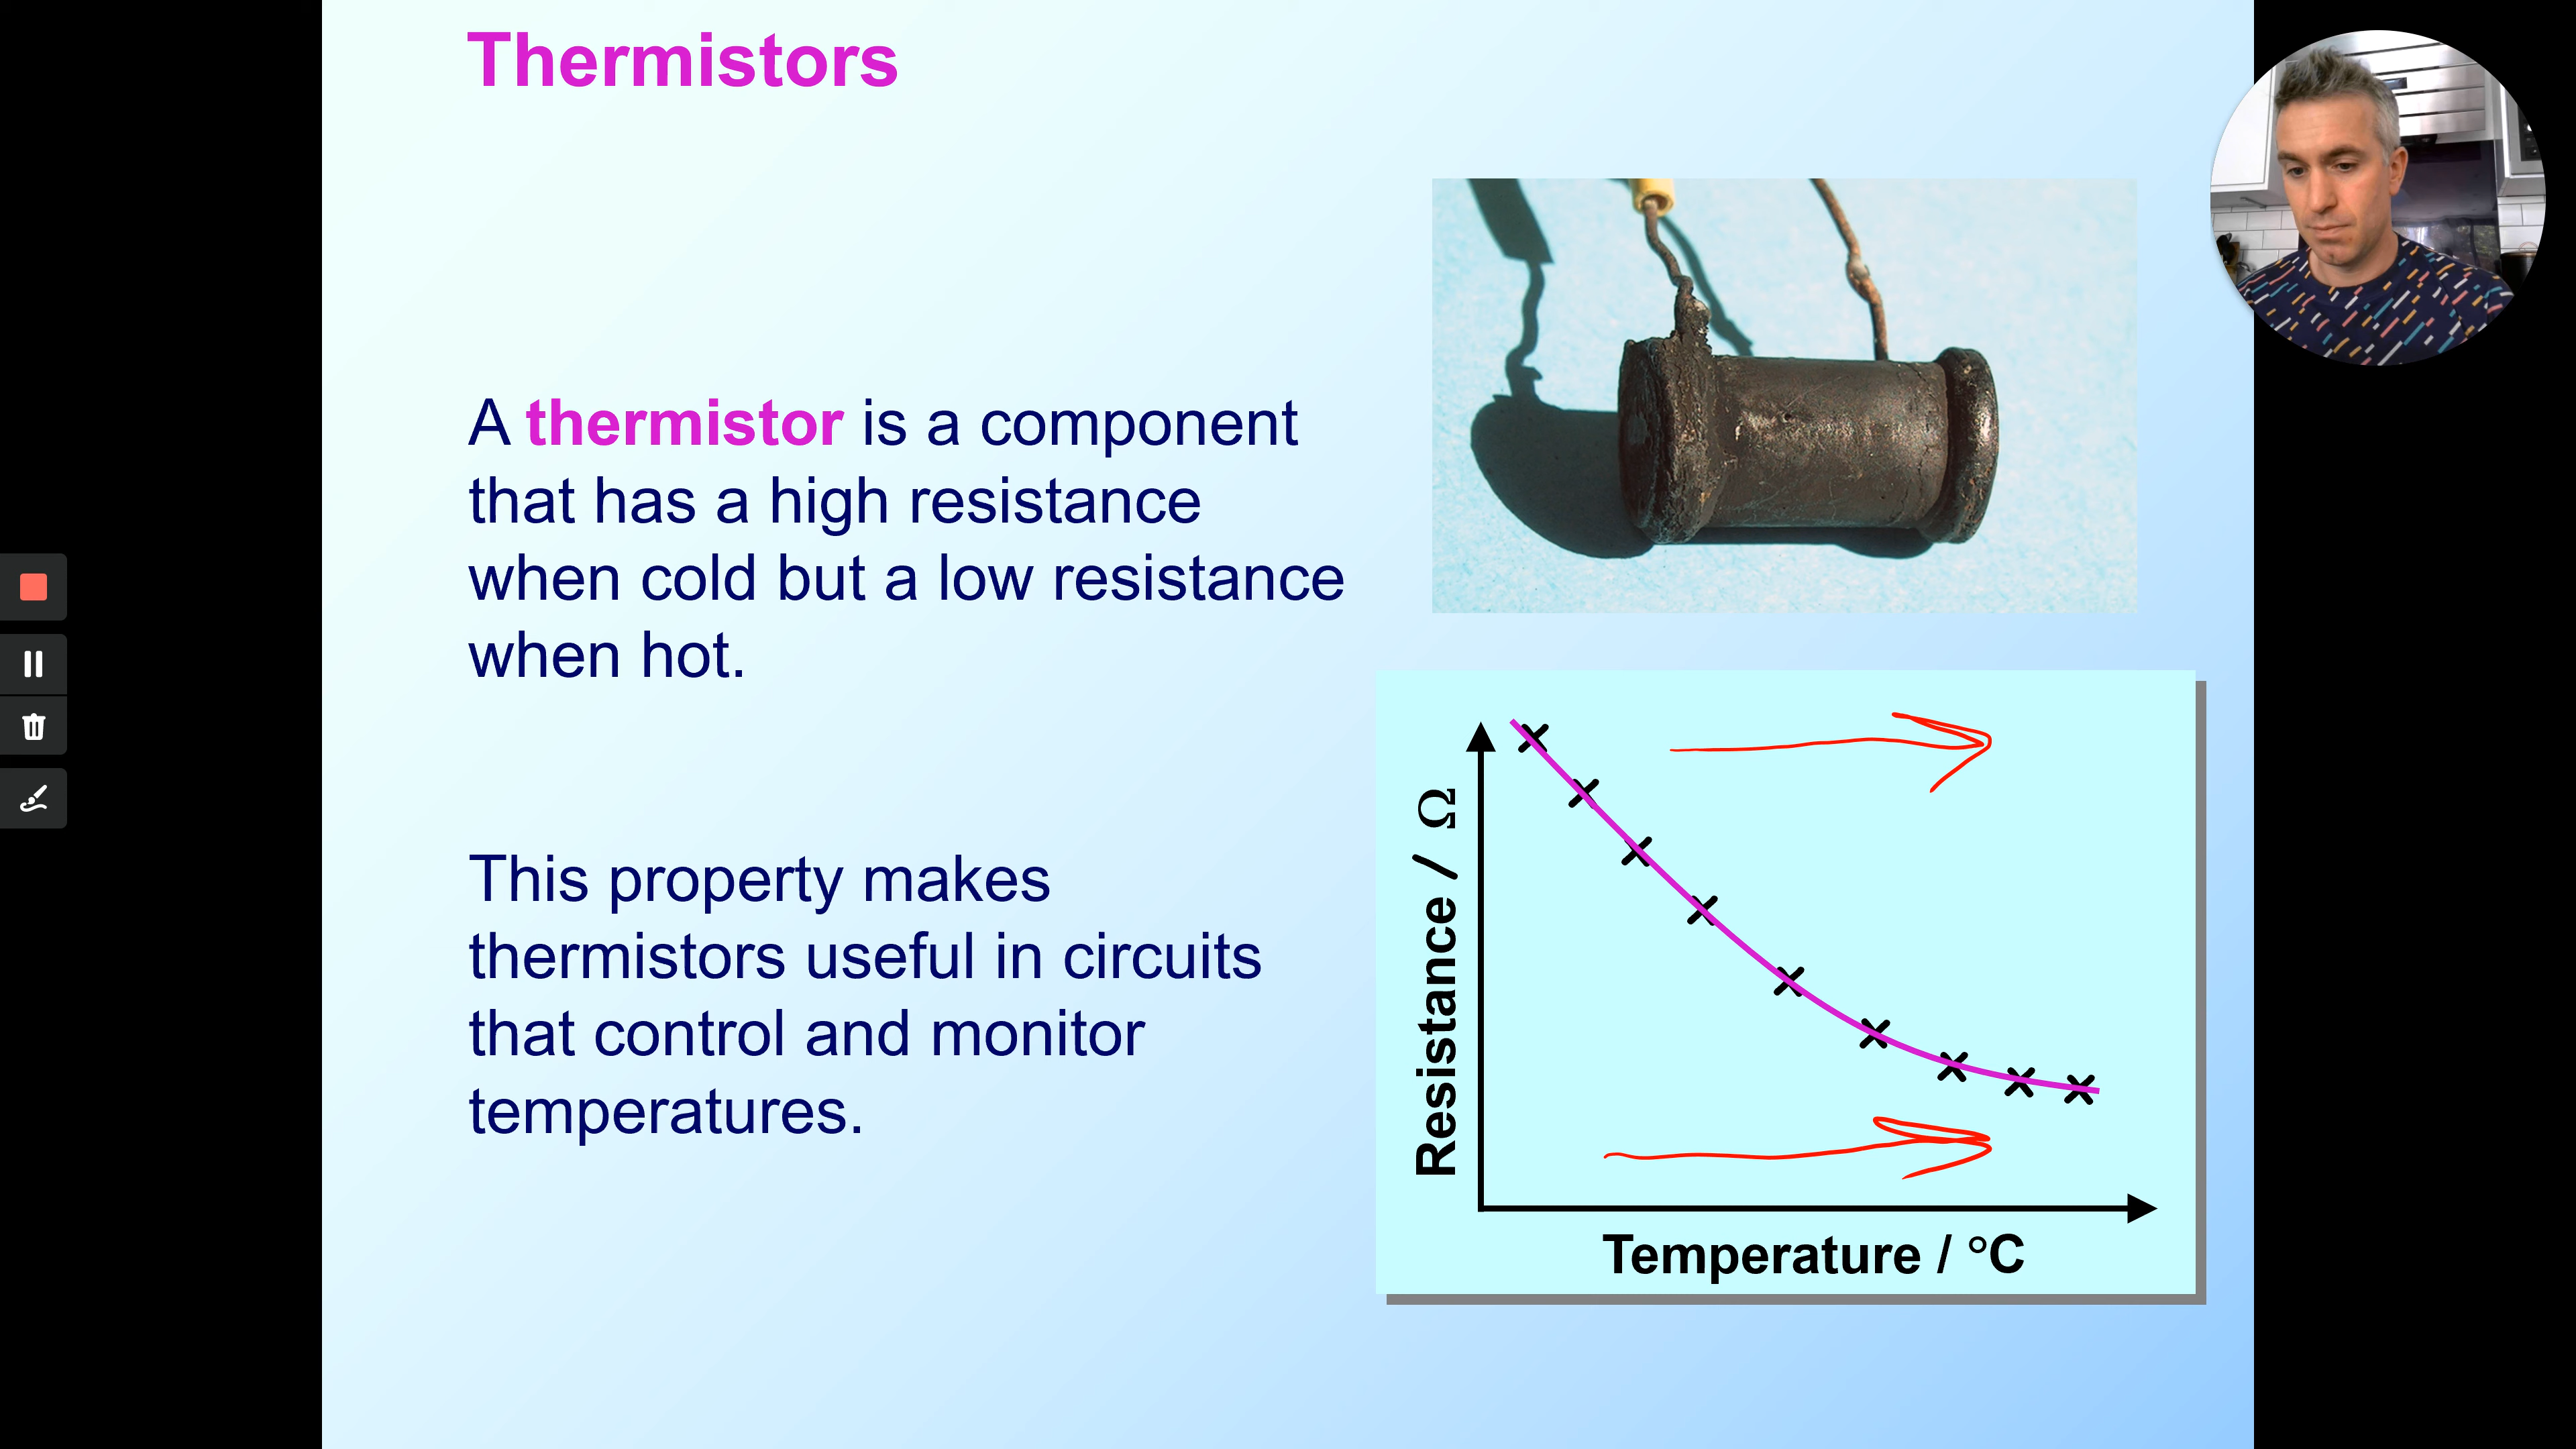 Thermistors
A thermistor is a component
that has a high resistance
when cold but a low resistance
when hot.
This property makes
thermistors useful in circuits
that control and monitor
temperatures.
Resistance / Ω
Temperature / °C